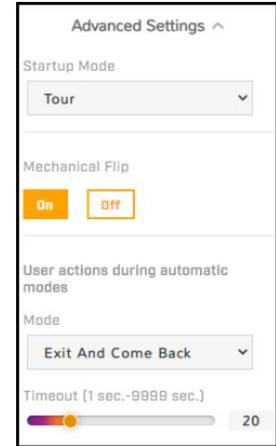 Advanced Settings
Startup Mode
Tour
Mechanical Flip
On Off
User actions during automatic
modes
Mode
Exit And Come Back
Timeout (1 sec.-9999 sec.)
20